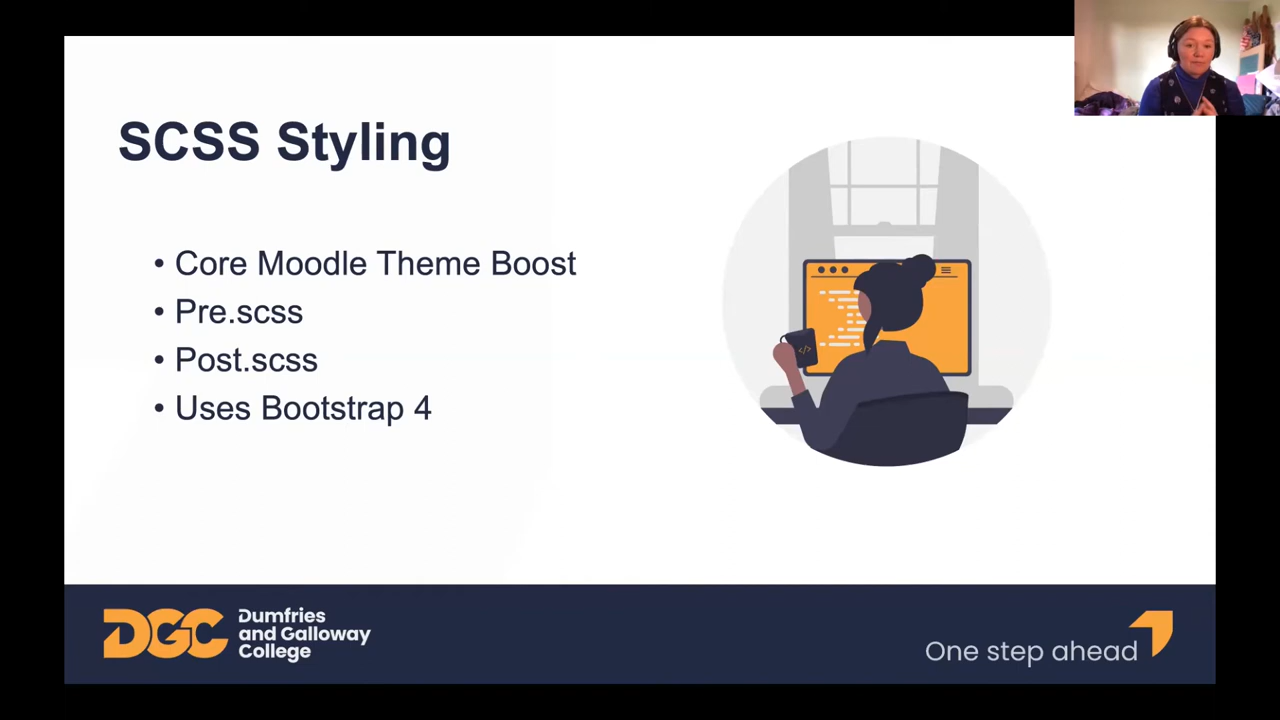 SCSS Styling
• Core Moodle Theme Boost
• Pre.scss
• Post.scss
• Uses Bootstrap 4
DGC
Dumfries
and Galloway
College
One step ahead